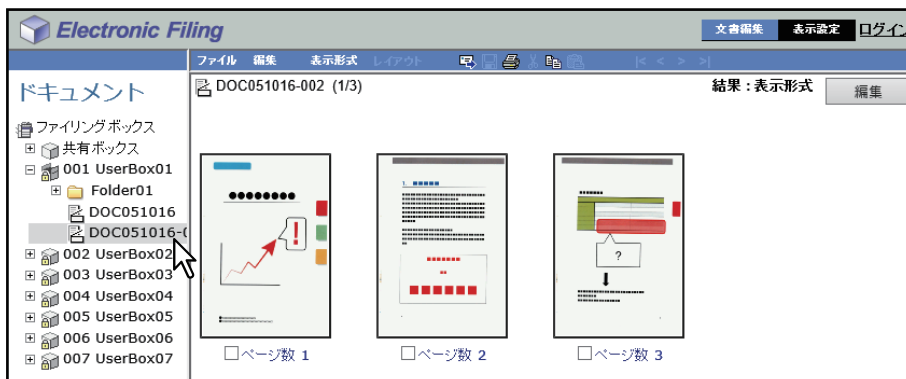 Electronic Filing
文書編集 表示設定 ログイン
ファイル 編集 表示形式 レイアウト
ドキュメント
DOC051016-002 (1/3)
結果 : 表示形式 編集
ファイリングボックス
共有ボックス
001 UserBox01
Folder01
DOC051016
DOC051016-0
002 UserBox02
003 UserBox03
004 UserBox04
005 UserBox05
006 UserBox06
007 UserBox07
!
1.
?
ページ数 1 ページ数 2 ページ数 3